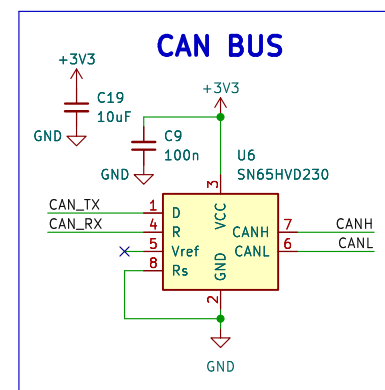 CAN BUS
+3V3
C19
10uF
GND
+3V3
C9
100n
GND
U6
SN65HVD230
CAN_TX 1 D
CAN_RX 4 R
5 Vref
8 Rs
3 VCC
CANH 7 CANH
CANL 6 CANL
GND 2
GND